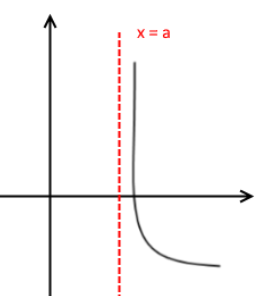 x = a